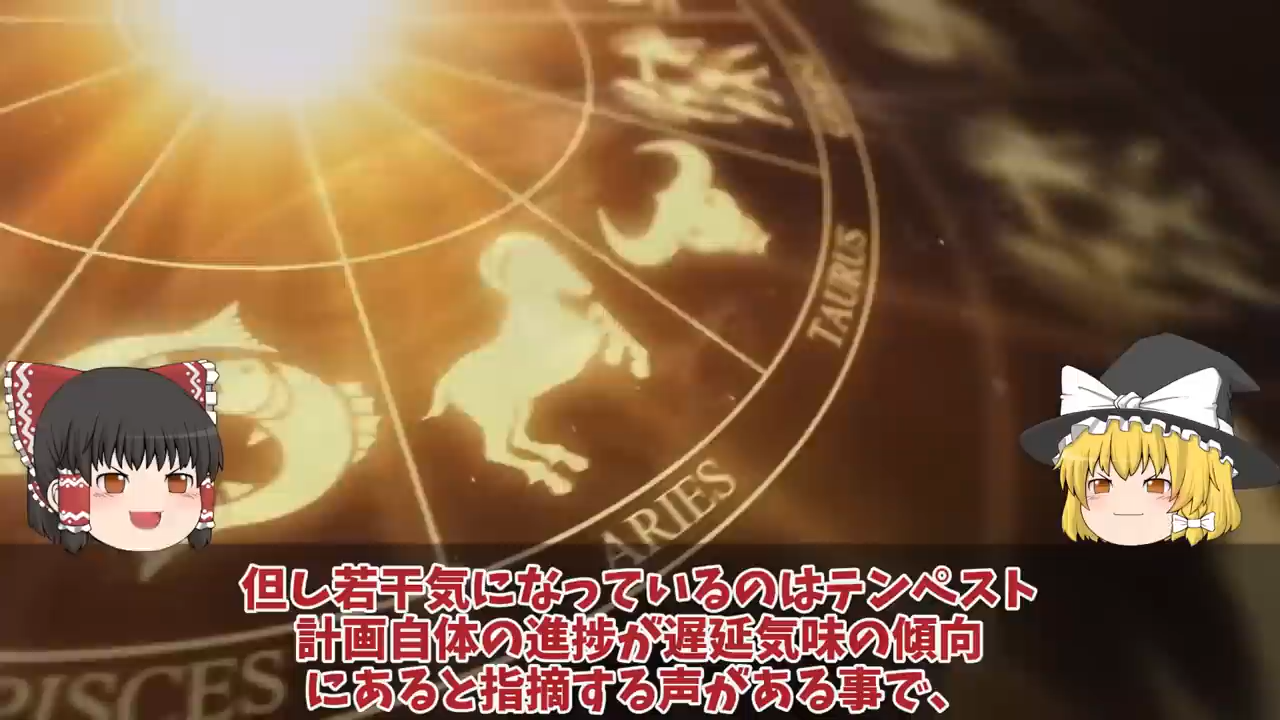 TAURUS
ARIES
PISCES
但し若干気になっているのはテンペスト
計画自体の進捗が遅延気味の傾向
にあると指摘する声がある事で、